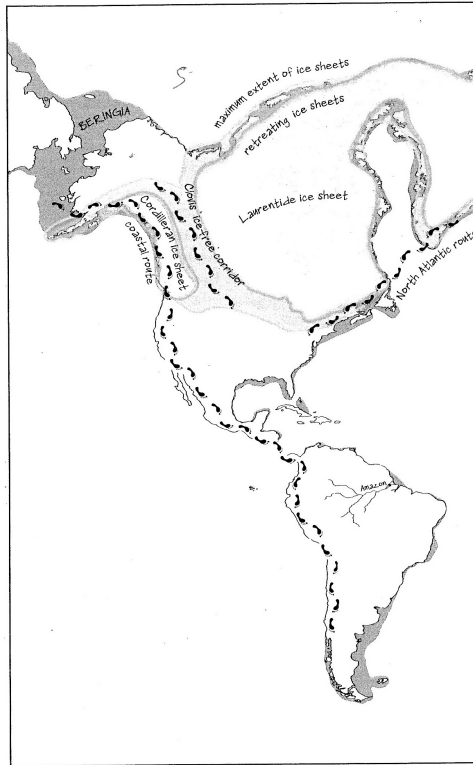 maximum extent of ice sheets
retreating ice sheets
BERINGIA
Laurentide ice sheet
Clovis ice-free corridor
Cordilleran ice sheet
coastal route
North Atlantic route
Amazon